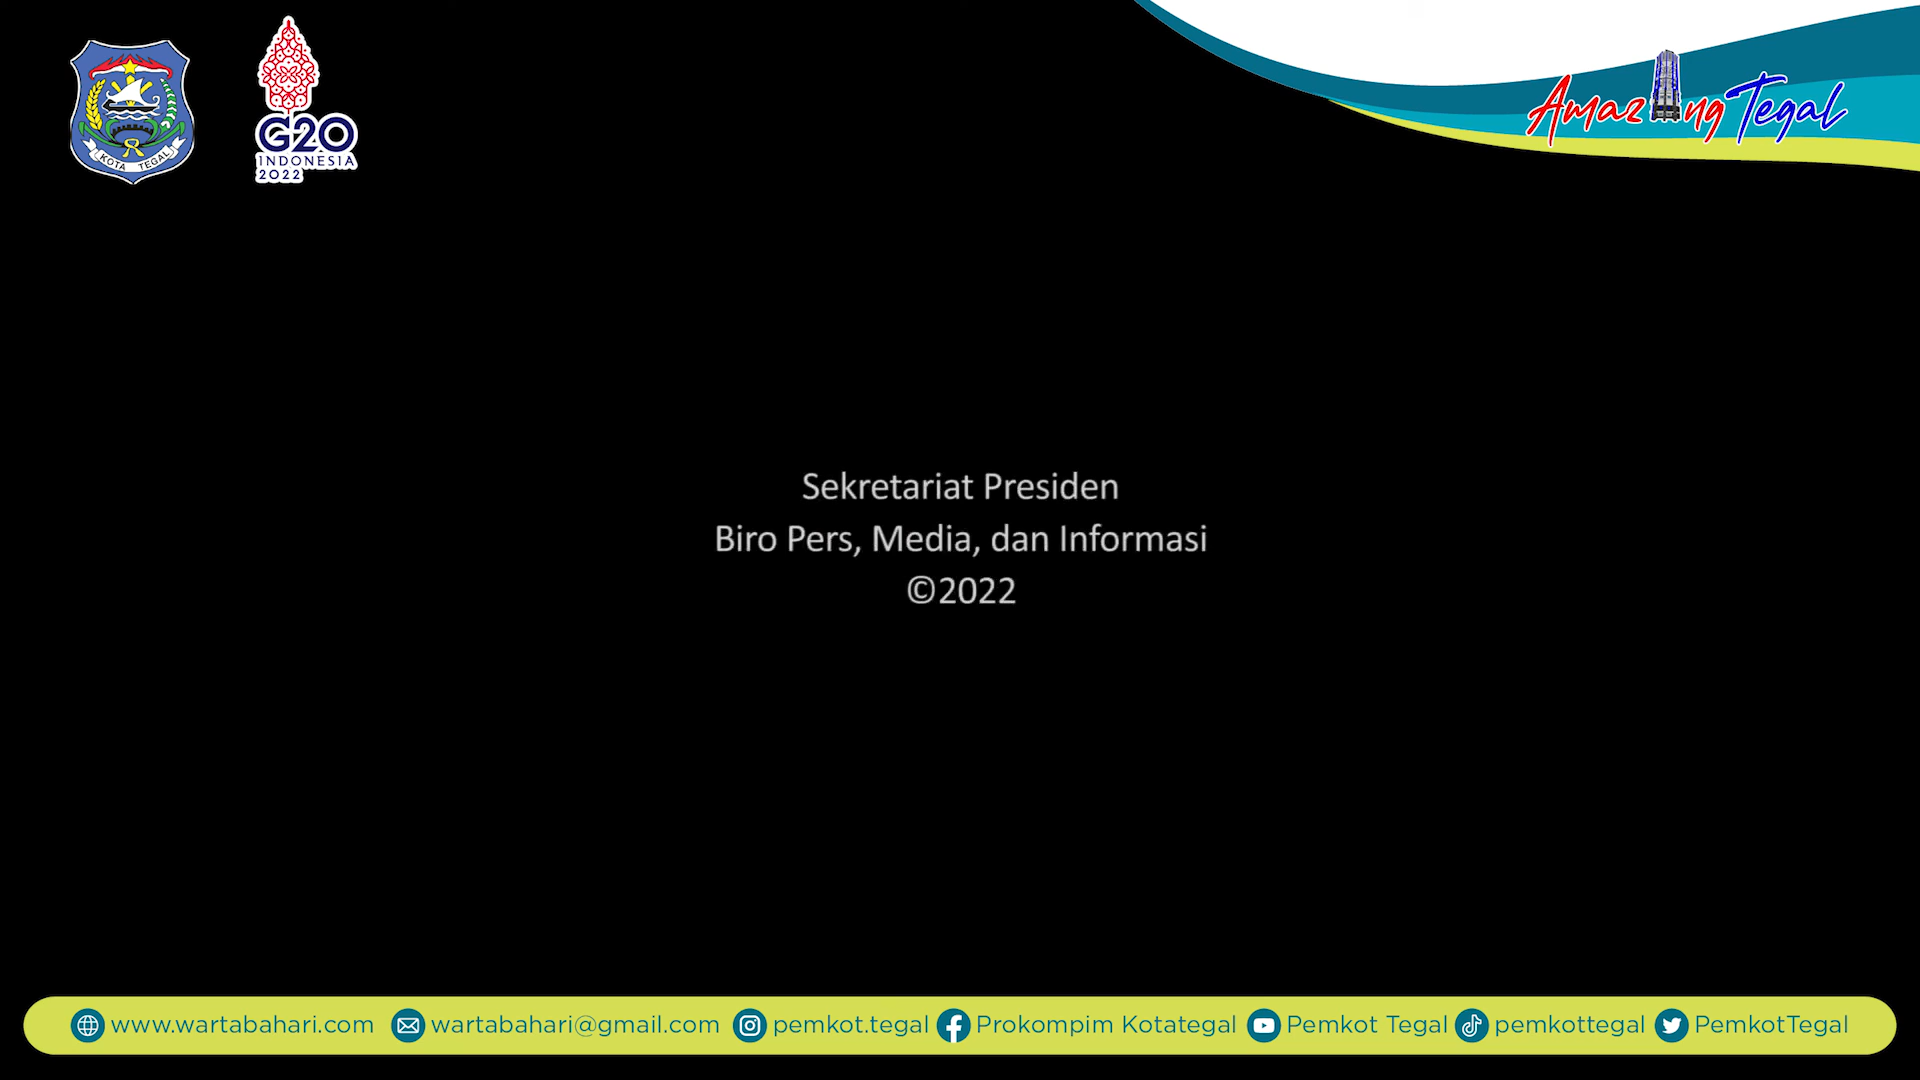 KOTA TEGAL
G20
INDONESIA
2022
Amazing Tegal
Sekretariat Presiden
Biro Pers, Media, dan Informasi
©2022
www.wartabahari.com wartabahari@gmail.com pemkot.tegal Prokompim Kotategal Pemkot Tegal pemkottegal PemkotTegal